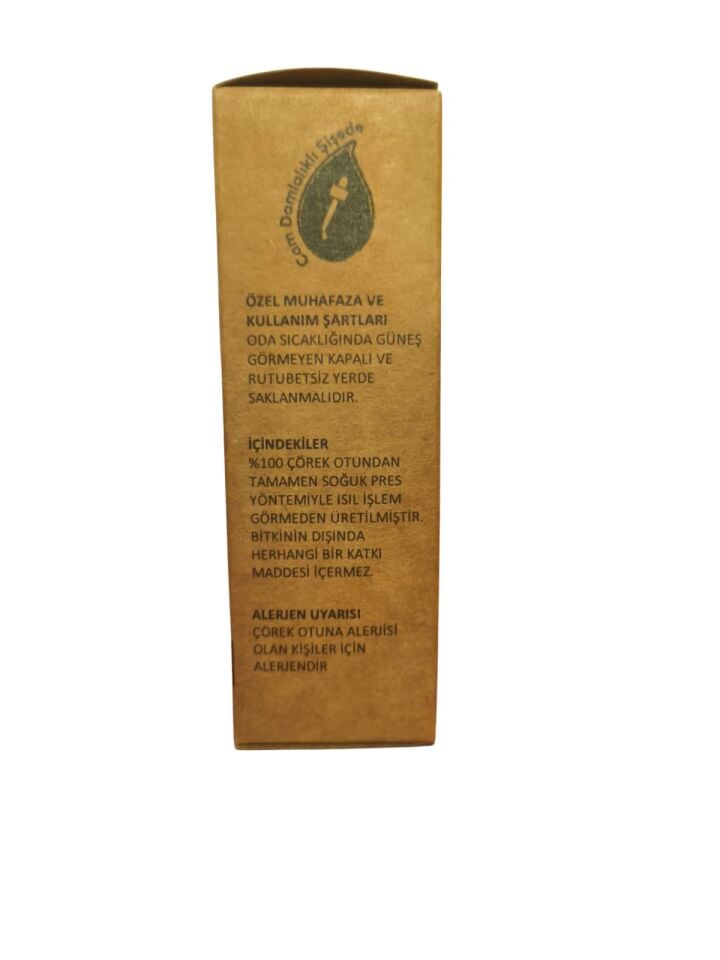 Cam Damlalıklı Şişede
ÖZEL MUHAFAZA VE
KULLANIM ŞARTLARI
ODA SICAKLIĞINDA GÜNEŞ
GÖRMEYEN KAPALI VE
RUTUBETSİZ YERDE
SAKLANMALIDIR.
İÇİNDEKİLER
%100 ÇÖREK OTUNDAN
TAMAMEN SOĞUK PRES
YÖNTEMİYLE ISIL İŞLEM
GÖRMEDEN ÜRETİLMİŞTİR.
BİTKİNİN DIŞINDA
HERHANGİ BİR KATKI
MADDESİ İÇERMEZ.
ALERJEN UYARISI
ÇÖREK OTUNA ALERJİSİ
OLAN KİŞİLER İÇİN
ALERJENDİR